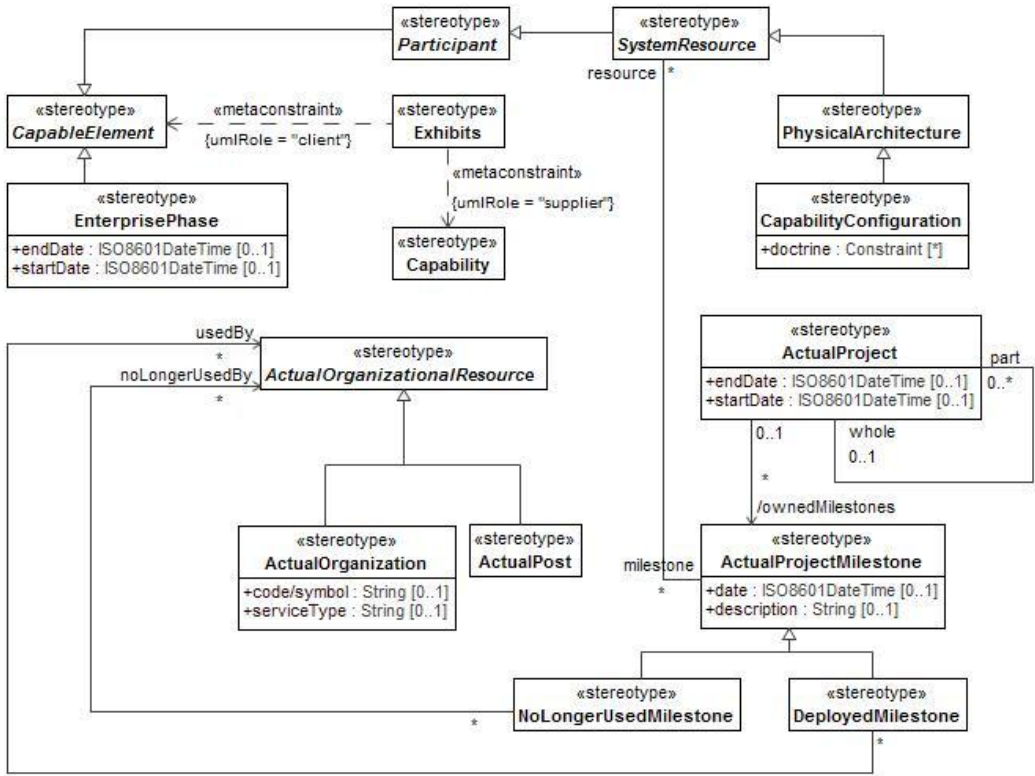 «stereotype»
Participant
«stereotype»
SystemResource
resource *
«stereotype»
CapableElement
«metaconstraint»
{umlRole = "client"}
«stereotype»
Exhibits
«stereotype»
PhysicalArchitecture
«metaconstraint»
{umlRole = "supplier"}
«stereotype»
EnterprisePhase
+endDate : ISO8601DateTime [0..1]
+startDate : ISO8601DateTime [0..1]
«stereotype»
Capability
«stereotype»
CapabilityConfiguration
+doctrine : Constraint [*]
usedBy
*
noLongerUsedBy
*
«stereotype»
ActualOrganizationalResource
«stereotype»
ActualProject
+endDate : ISO8601DateTime [0..1]
+startDate : ISO8601DateTime [0..1]
part
0..*
0..1
whole
0..1
*
/ownedMilestones
«stereotype»
ActualOrganization
+code/symbol : String [0..1]
+serviceType : String [0..1]
«stereotype»
ActualPost
milestone
*
«stereotype»
ActualProjectMilestone
+date : ISO8601DateTime [0..1]
+description : String [0..1]
«stereotype»
NoLongerUsedMilestone
*
«stereotype»
DeployedMilestone
*